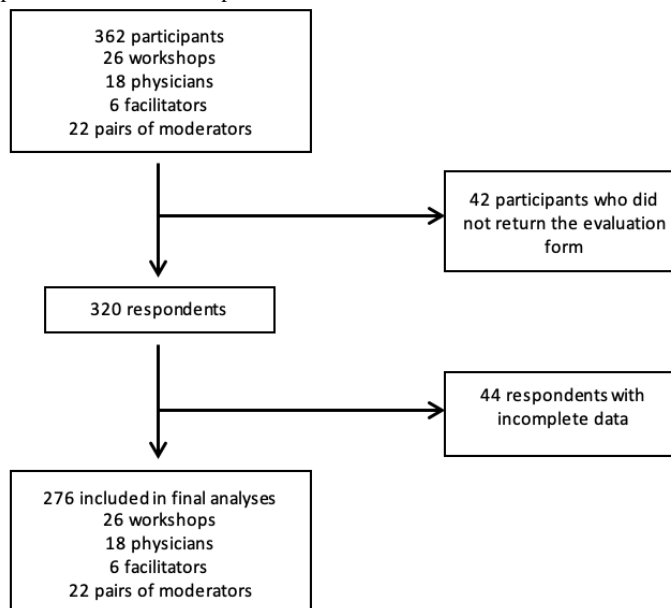 362 participants
26 workshops
18 physicians
6 facilitators
22 pairs of moderators
42 participants who did
not return the evaluation
form
320 respondents
44 respondents with
incomplete data
276 included in final analyses
26 workshops
18 physicians
6 facilitators
22 pairs of moderators